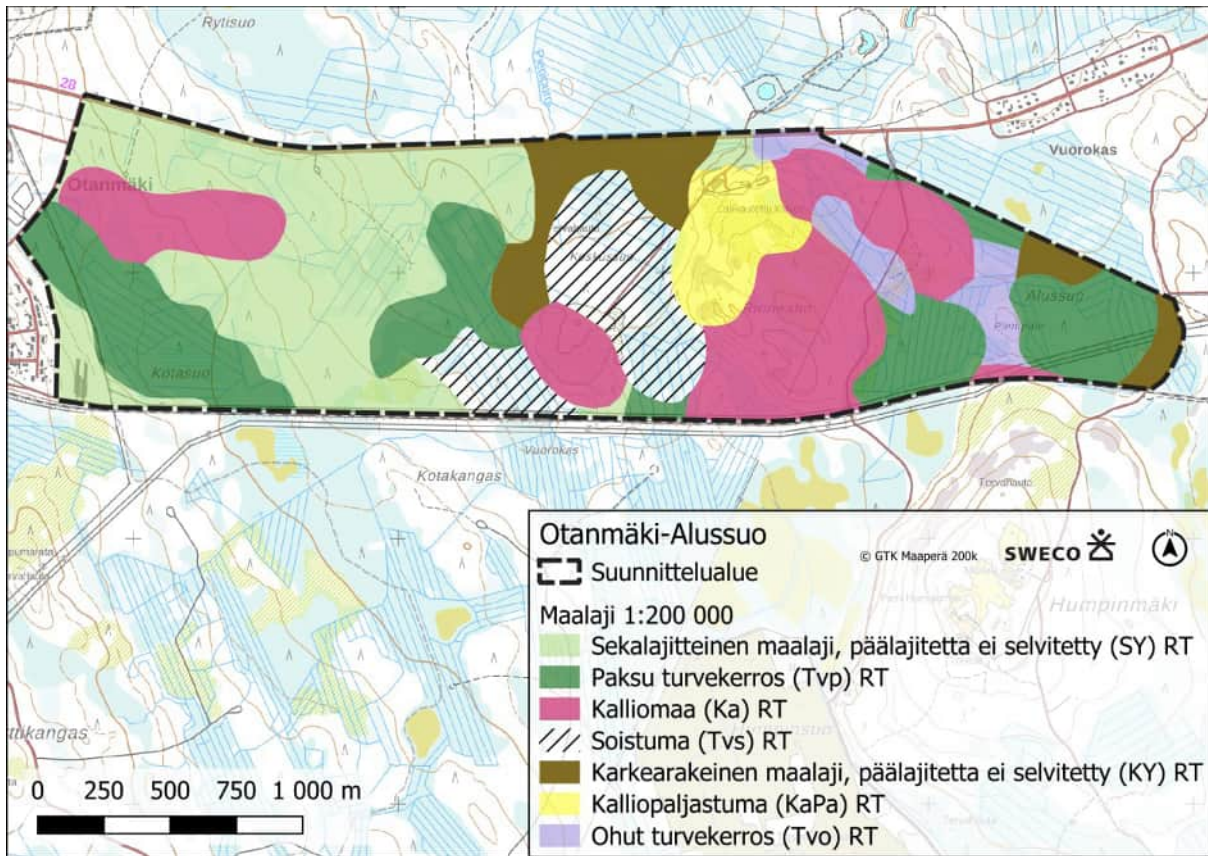 Rytisuo
28
Otanmäki
Vuorokas
Keskussuo
Alussuo
Kotasuo
Vuorokas
Kotakangas
Humpinmäki
Humpinsuo
Otanmäki-Alussuo
© GTK Maaperä 200k
SWECO
N
Suunnittelualue
Maalaji 1:200 000
Sekalajitteinen maalaji, päälajitetta ei selvitetty (SY) RT
Paksu turvekerros (Tvp) RT
Kalliomaa (Ka) RT
Soistuma (Tvs) RT
Karkearakeinen maalaji, päälajitetta ei selvitetty (KY) RT
Kalliopaljastuma (KaPa) RT
Ohut turvekerros (Tvo) RT
ttikangas
0 250 500 750 1 000 m